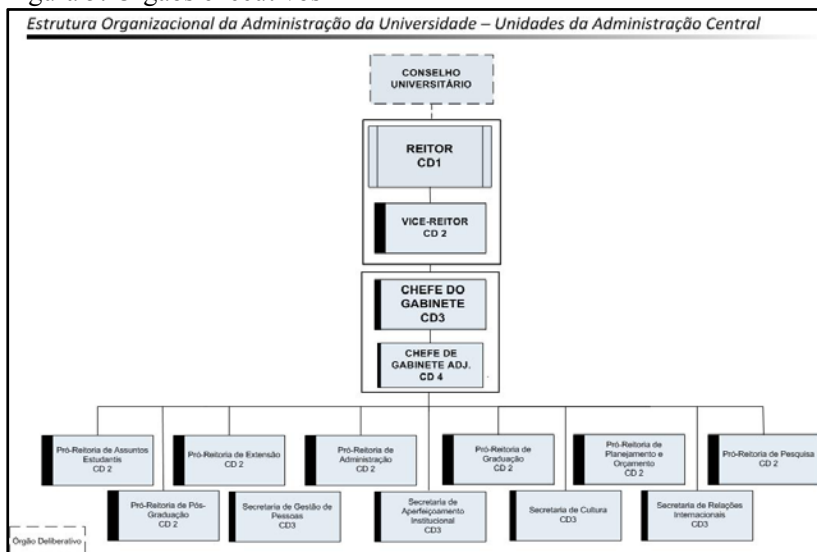 Estrutura Organizacional da Administração da Universidade – Unidades da Administração Central
CONSELHO
UNIVERSITÁRIO
REITOR
CD1
VICE-REITOR
CD 2
CHEFE DO
GABINETE
CD3
CHEFE DE
GABINETE ADJ.
CD 4
Pró-Reitoria de Assuntos
Estudantis
CD 2
Pró-Reitoria de Extensão
CD 2
Pró-Reitoria de
Administração
CD 2
Pró-Reitoria de
Graduação
CD 2
Pró-Reitoria de
Planejamento e
Orçamento
CD 2
Pró-Reitoria de Pesquisa
CD 2
Pró-Reitoria de Pós-
Graduação
CD 2
Secretaria de Gestão de
Pessoas
CD3
Secretaria de
Aperfeiçoamento
Institucional
CD3
Secretaria de Cultura
CD3
Secretaria de Relações
Internacionais
CD3
Órgão Deliberativo